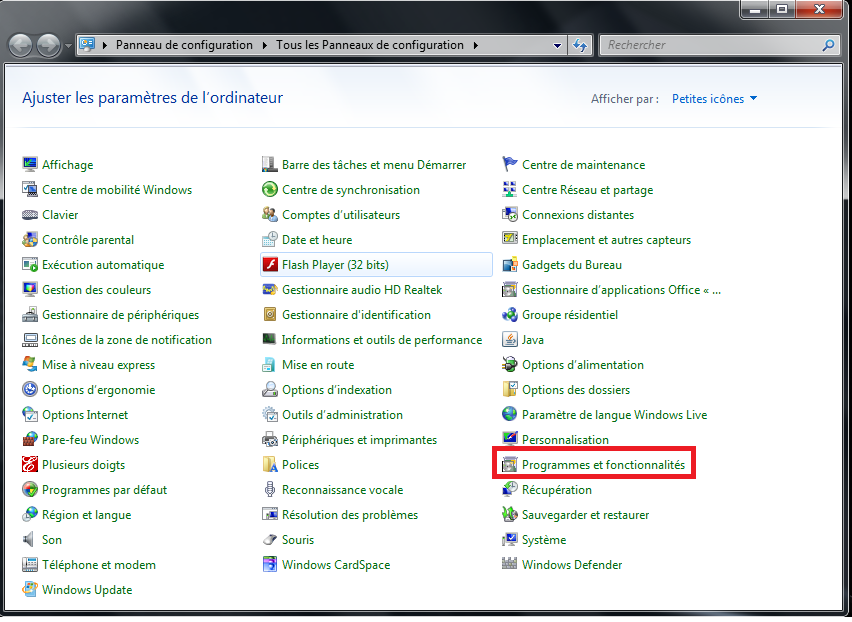 Panneau de configuration Tous les Panneaux de configuration
Rechercher
Ajuster les paramètres de l'ordinateur
Afficher par : Petites icônes
Affichage
Centre de mobilité Windows
Clavier
Contrôle parental
Exécution automatique
Gestion des couleurs
Gestionnaire de périphériques
Icônes de la zone de notification
Mise à niveau express
Options d'ergonomie
Options Internet
Pare-feu Windows
Plusieurs doigts
Programmes par défaut
Région et langue
Son
Téléphone et modem
Windows Update
Barre des tâches et menu Démarrer
Centre de synchronisation
Comptes d'utilisateurs
Date et heure
Flash Player (32 bits)
Gestionnaire audio HD Realtek
Gestionnaire d'identification
Informations et outils de performance
Mise en route
Options d'indexation
Outils d'administration
Périphériques et imprimantes
Polices
Reconnaissance vocale
Résolution des problèmes
Souris
Windows CardSpace
Centre de maintenance
Centre Réseau et partage
Connexions distantes
Emplacement et autres capteurs
Gadgets du Bureau
Gestionnaire d'applications Office « ...
Groupe résidentiel
Java
Options d'alimentation
Options des dossiers
Paramètre de langue Windows Live
Personnalisation
Programmes et fonctionnalités
Récupération
Sauvegarder et restaurer
Système
Windows Defender